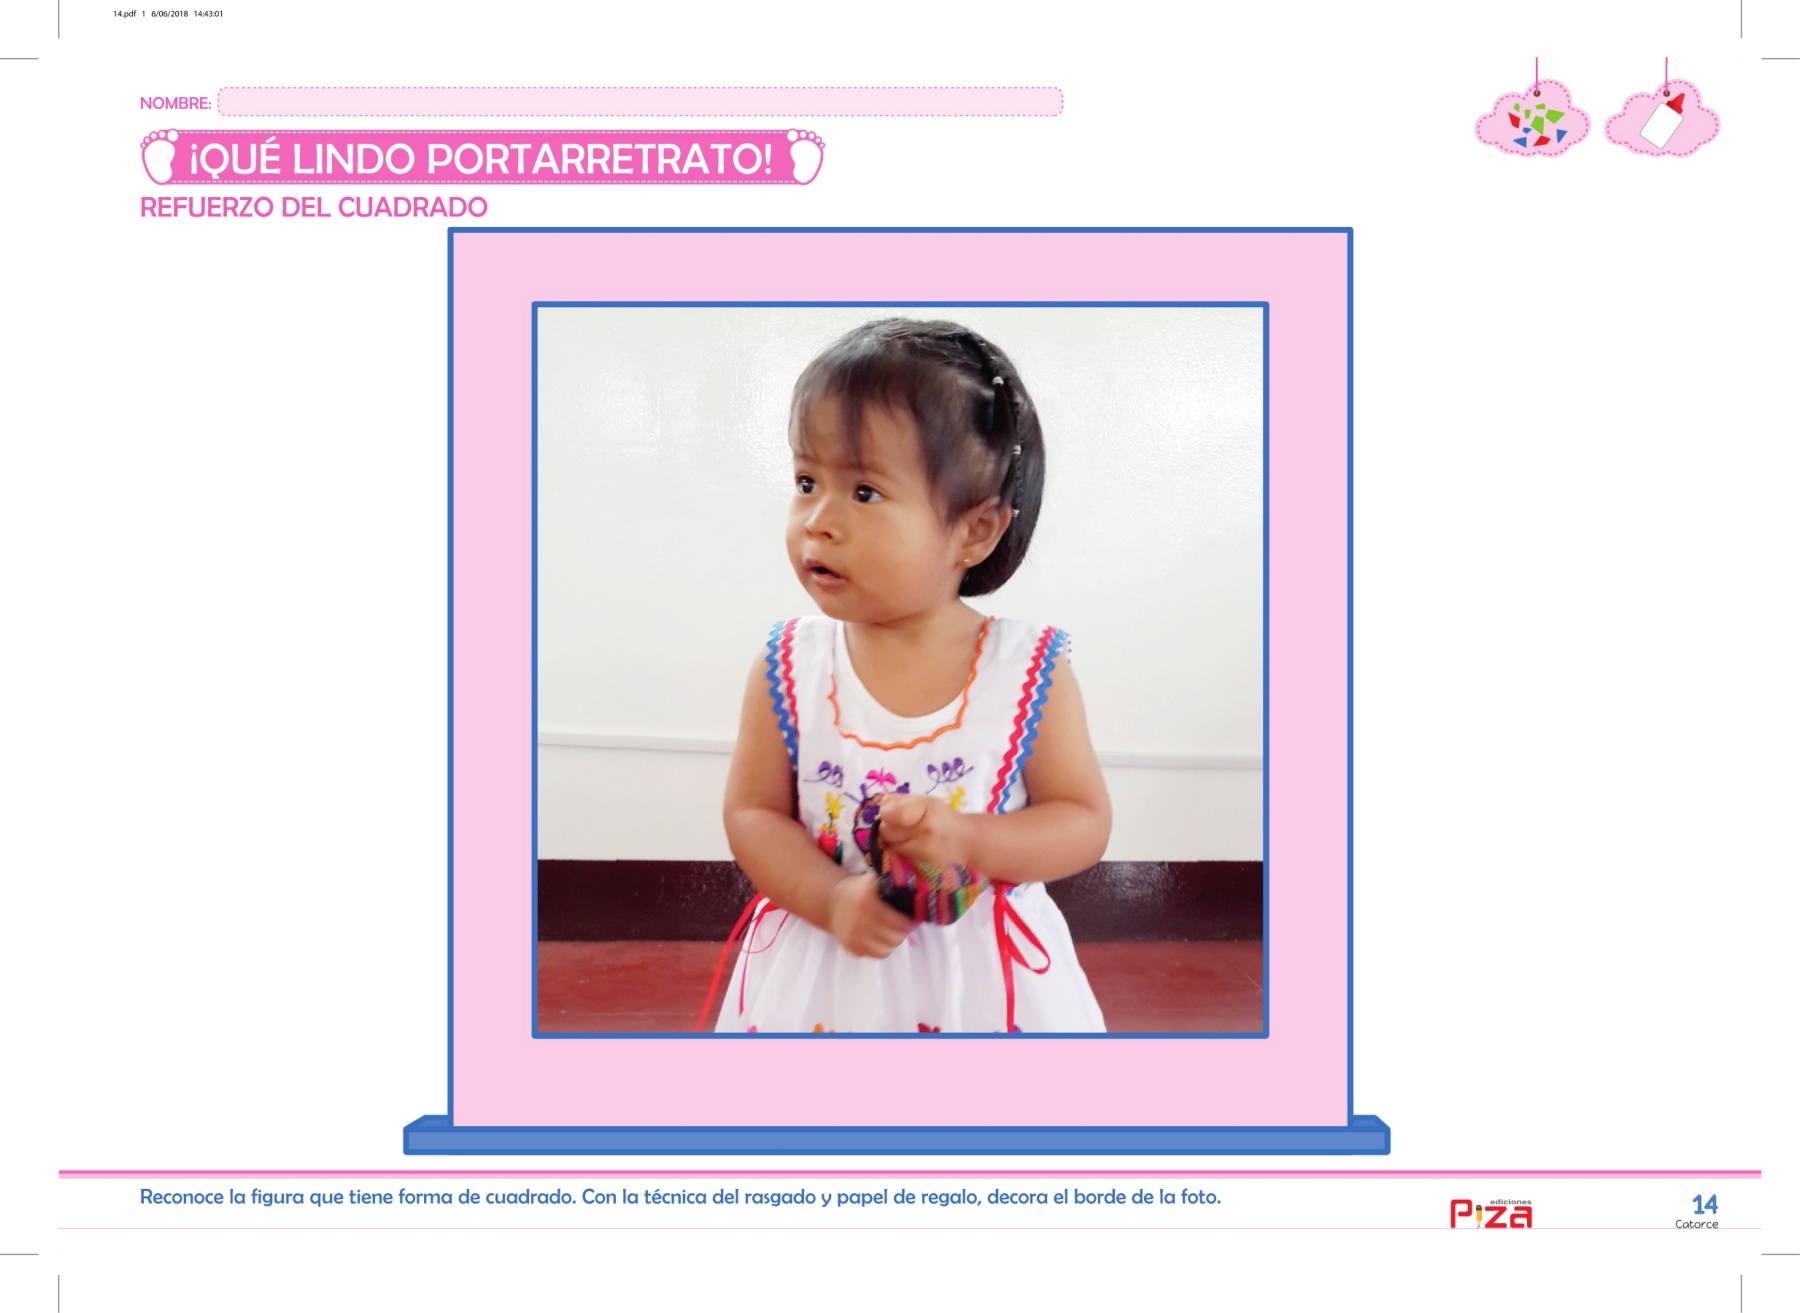 14.pdf 1 6/06/2018 14:43:01
NOMBRE:
¡QUÉ LINDO PORTARRETRATO!
REFUERZO DEL CUADRADO
Reconoce la figura que tiene forma de cuadrado. Con la técnica del rasgado y papel de regalo, decora el borde de la foto.
ediciones
Piza
14
Catorce